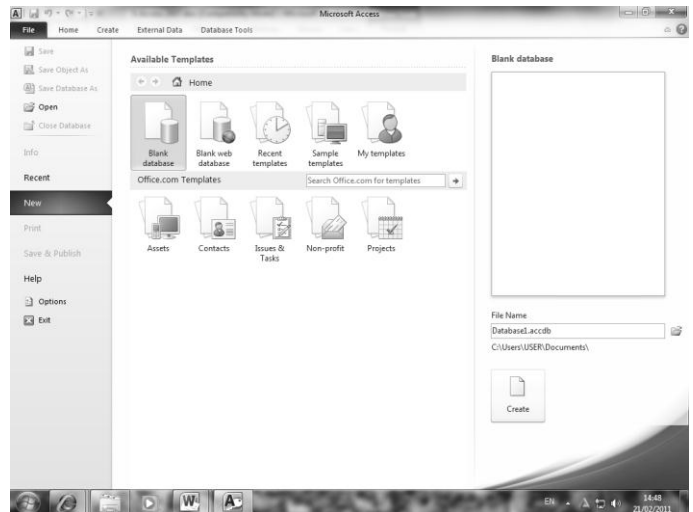 Microsoft Access
File Home Create External Data Database Tools
Save
Save Object As
Save Database As
Open
Close Database
Info
Recent
New
Print
Save & Publish
Help
Options
Exit
Available Templates
Home
Blank database
Blank web database
Recent templates
Sample templates
My templates
Office.com Templates
Search Office.com for templates
Assets
Contacts
Issues & Tasks
Non-profit
Projects
Blank database
File Name
Database1.accdb
C:\Users\USER\Documents\
Create
EN
14:48
21/02/2011